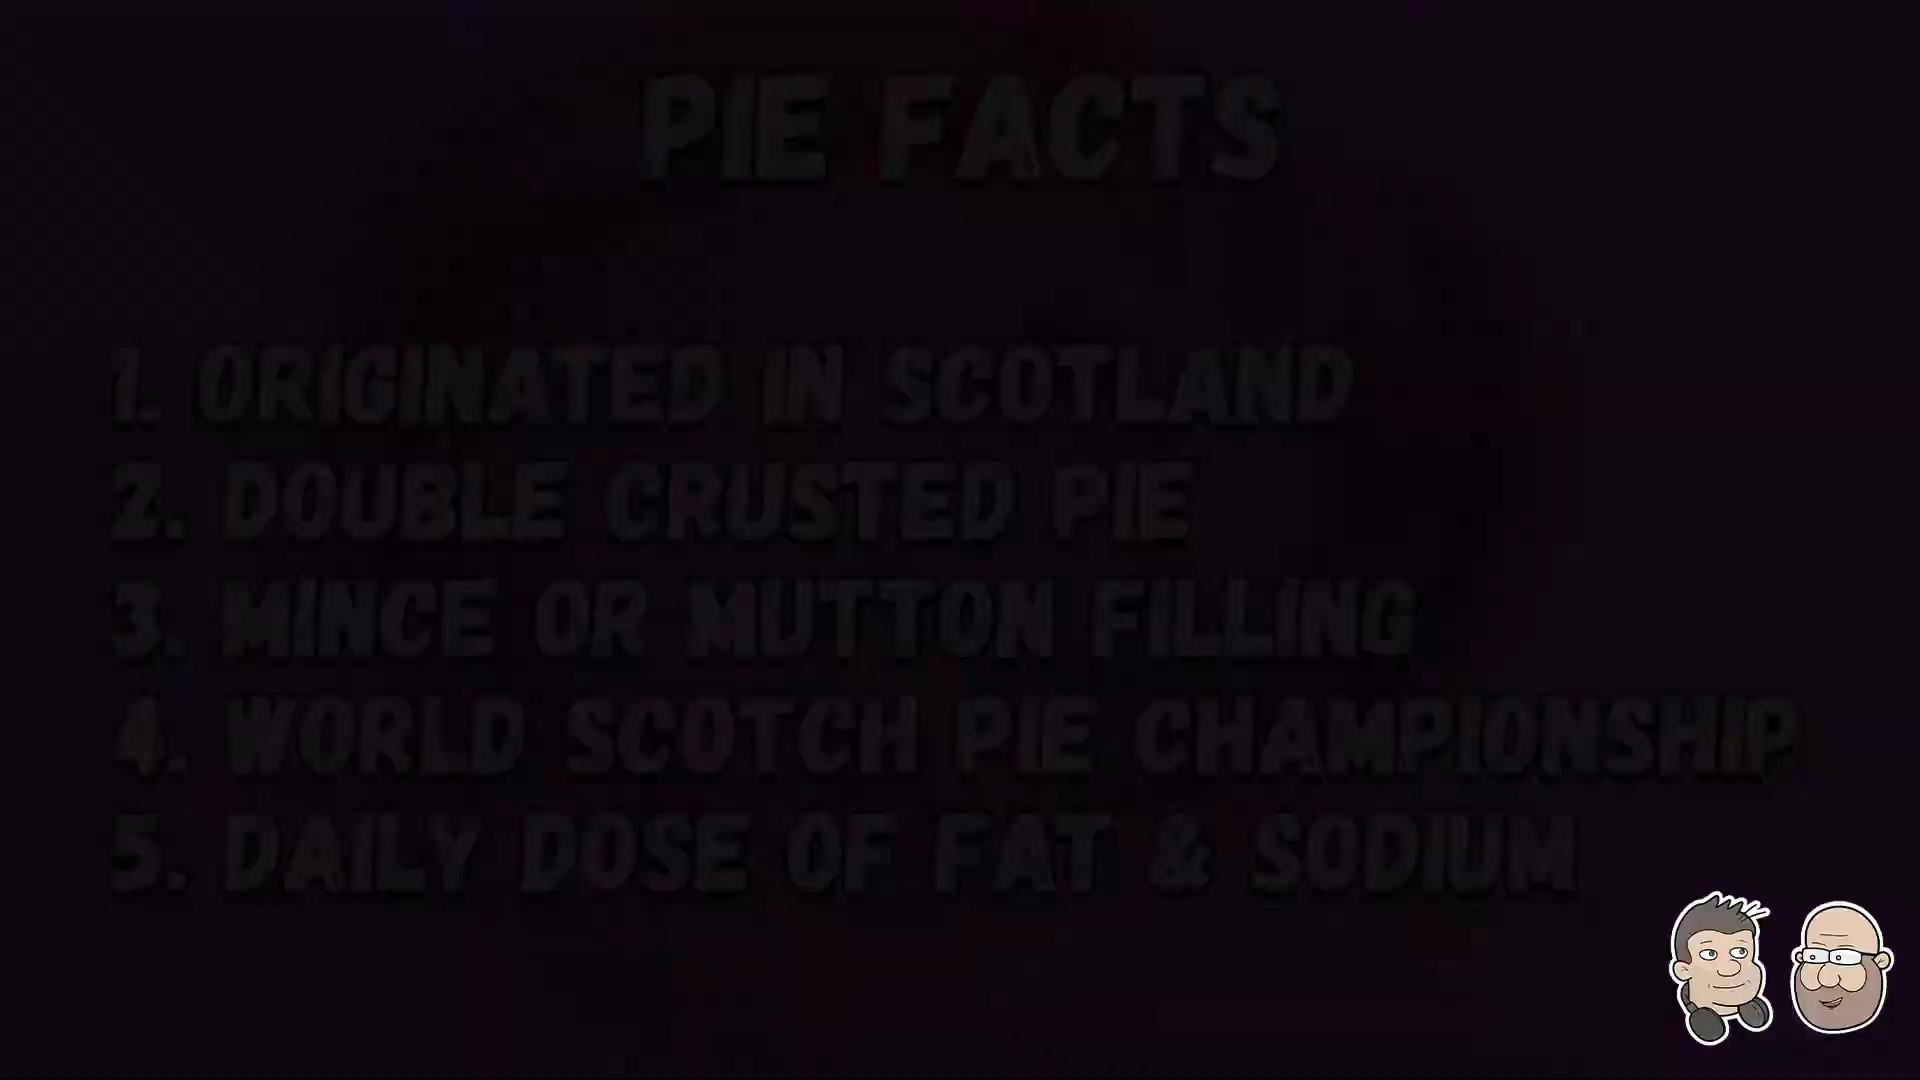 PIE FACTS
1. ORIGINATED IN SCOTLAND
2. DOUBLE CRUSTED PIE
3. MINCE OR MUTTON FILLING
4. WORLD SCOTCH PIE CHAMPIONSHIP
5. DAILY DOSE OF FAT & SODIUM